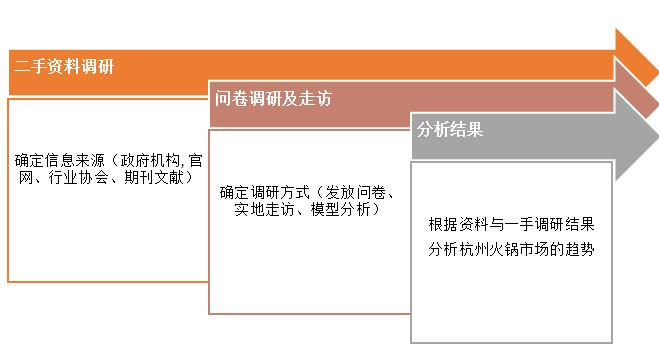 二手资料调研
确定信息来源（政府机构,官
网、行业协会、期刊文献）
问卷调研及走访
确定调研方式（发放问卷、
实地走访、模型分析）
分析结果
根据资料与一手调研结果
分析杭州火锅市场的趋势